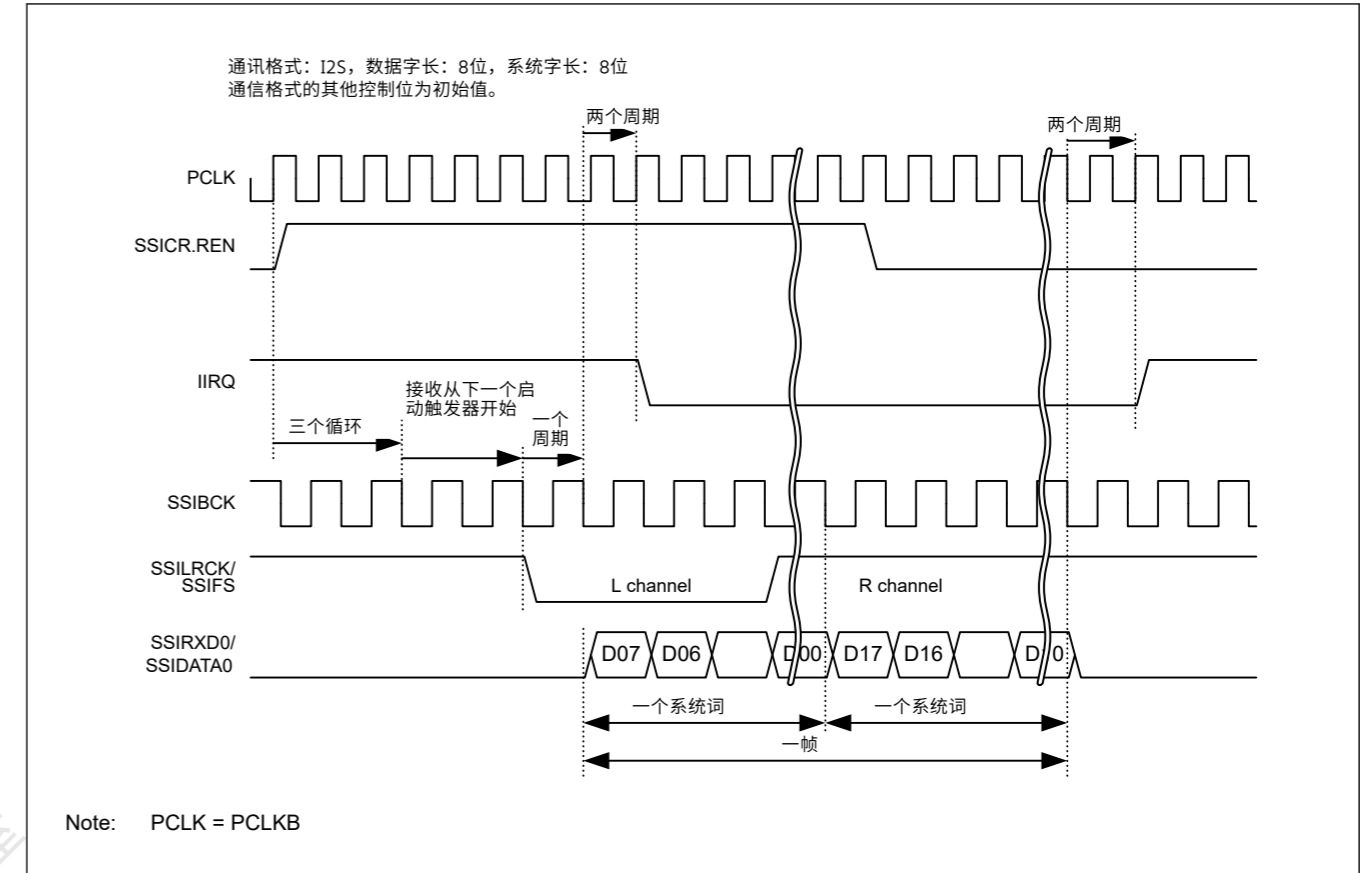 通讯格式：I2S，数据字长：8位，系统字长：8位
通信格式的其他控制位为初始值。
两个周期
两个周期
PCLK
SSICR.REN
IIRQ
三个循环
接收从下一个启
动触发器开始
一个
周期
SSIBCK
SSILRCK/
SSIFS
L channel
R channel
SSIRXD0/
SSIDATA0
D07
D06
D00
D17
D16
D10
一个系统词
一个系统词
一帧
Note: PCLK = PCLKB